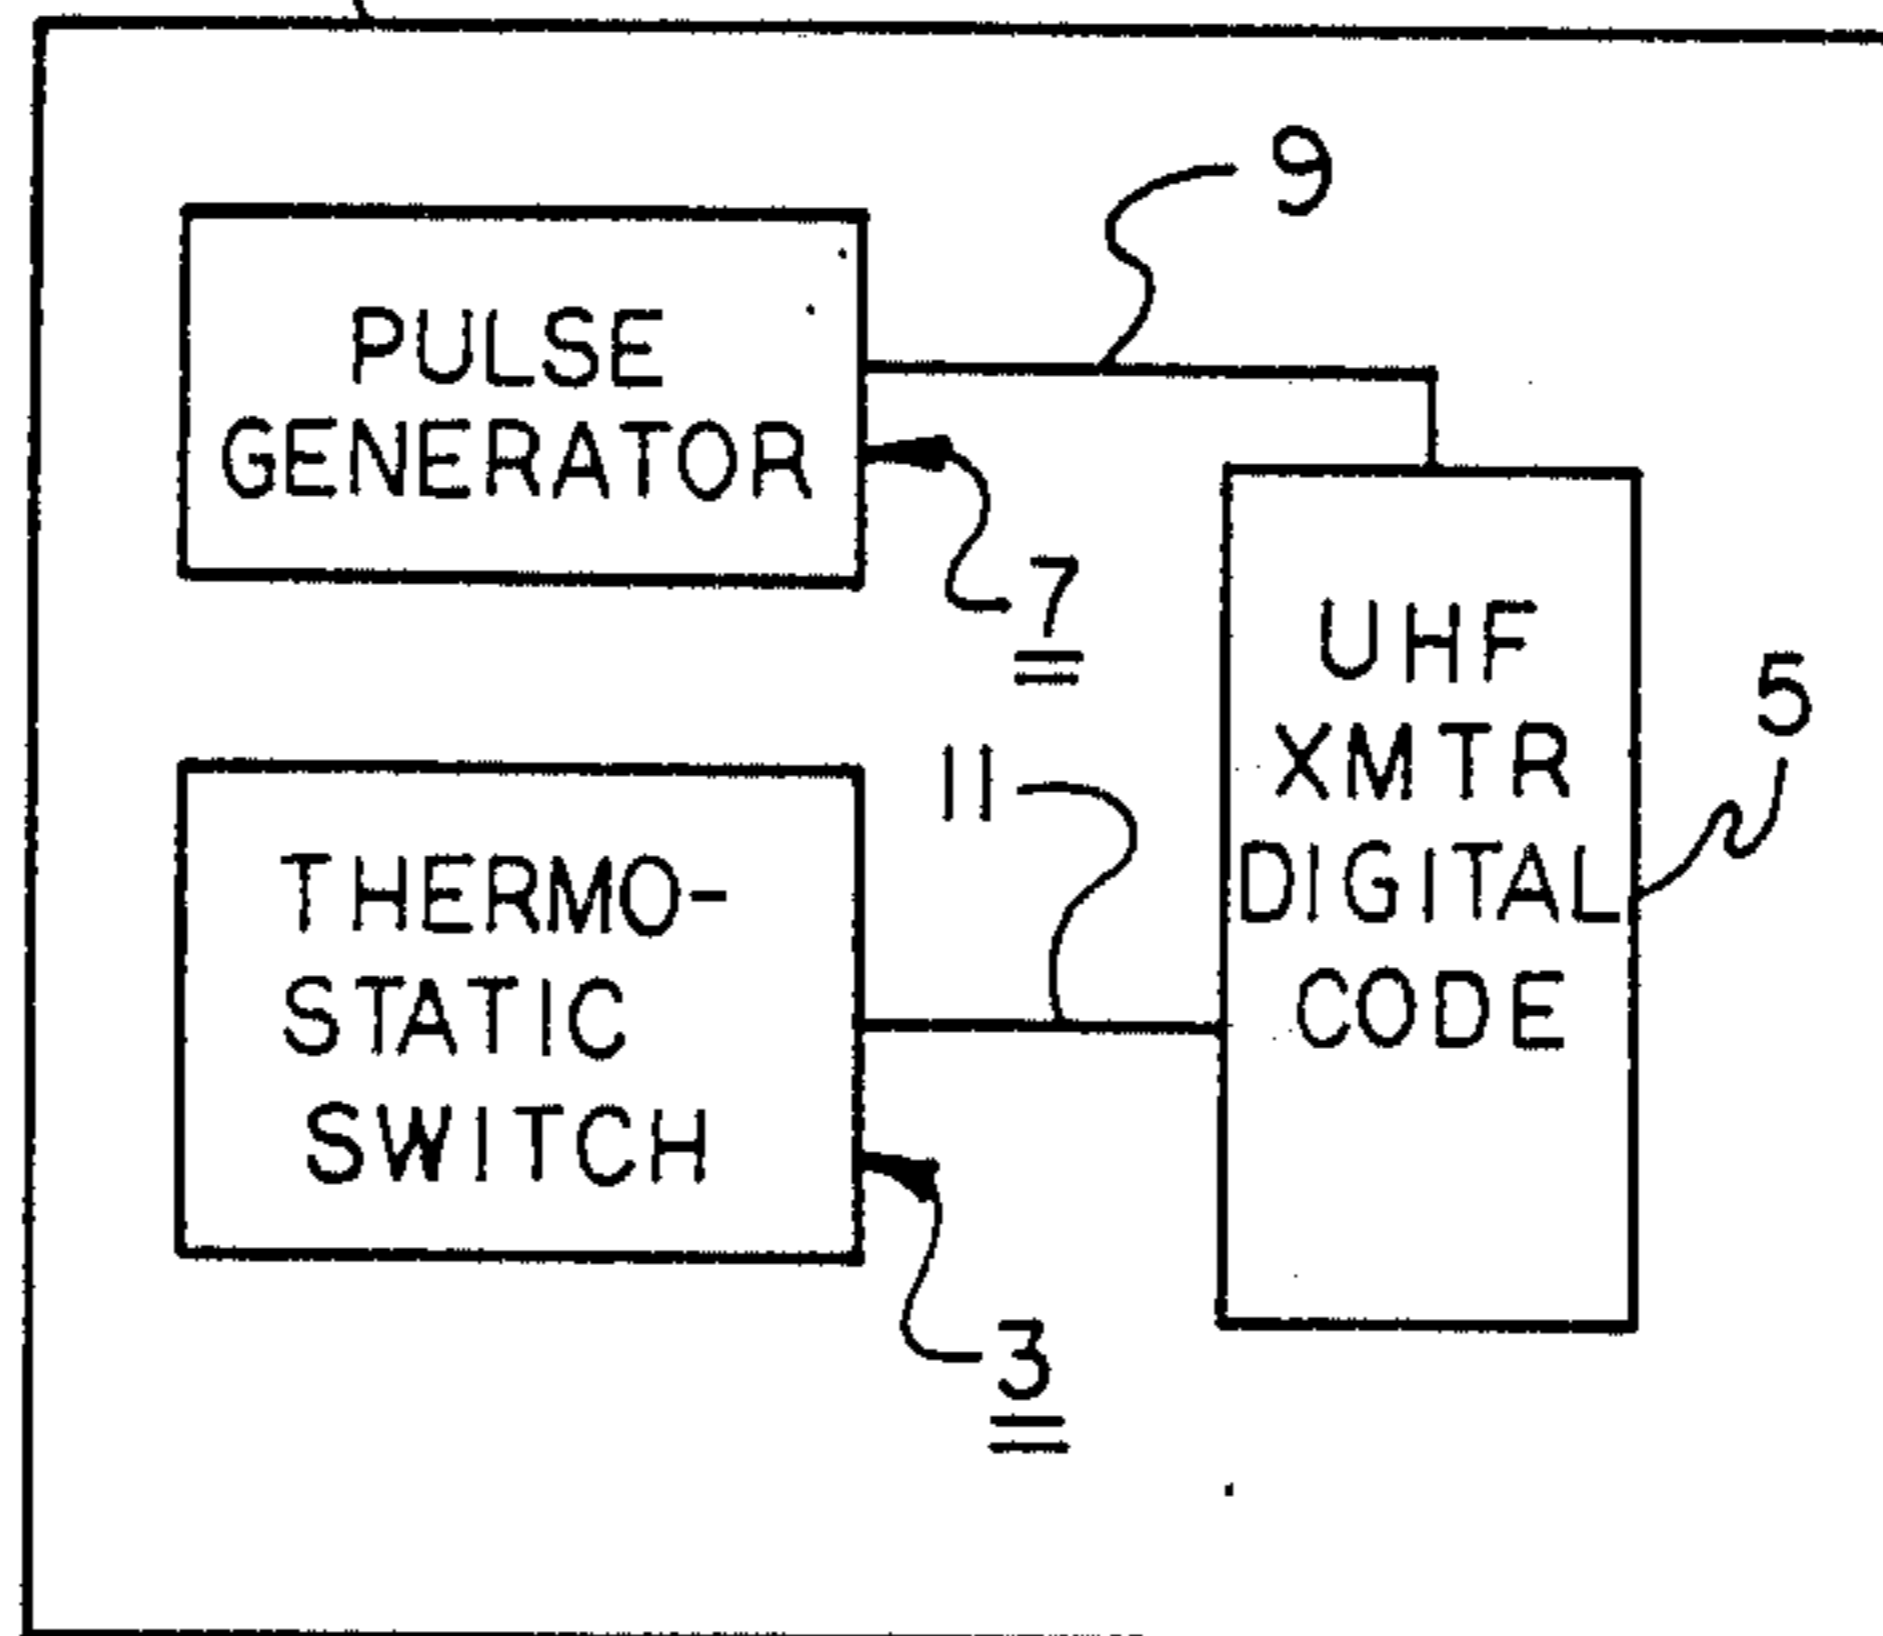 9
PULSE
GENERATOR
7
UHF
XMTR
DIGITAL
CODE
5
11
THERMO-
STATIC
SWITCH
3